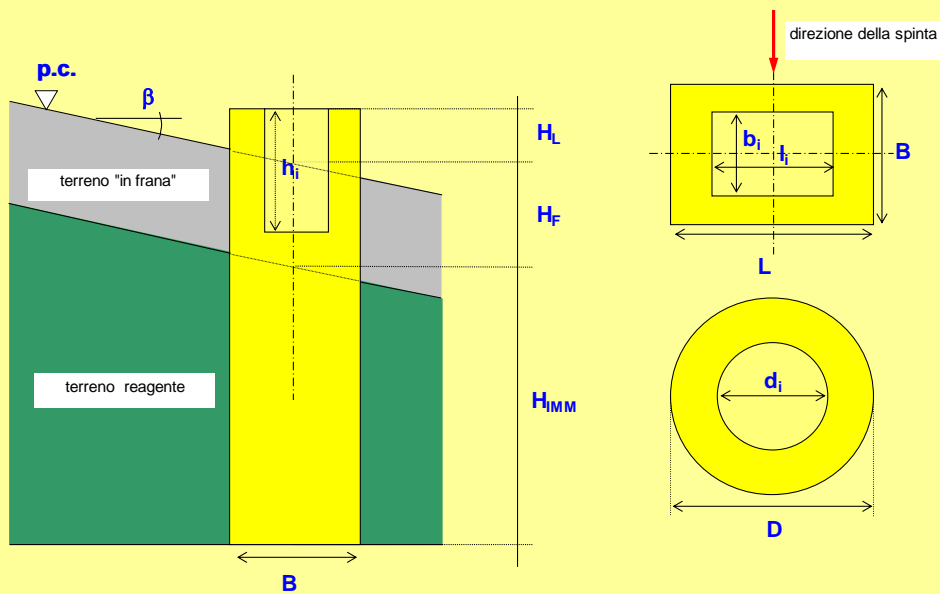 p.c.
β
terreno "in frana"
terreno reagente
h_i
H_L
H_F
H_IMM
B
direzione della spinta
b_i
l_i
B
L
d_i
D